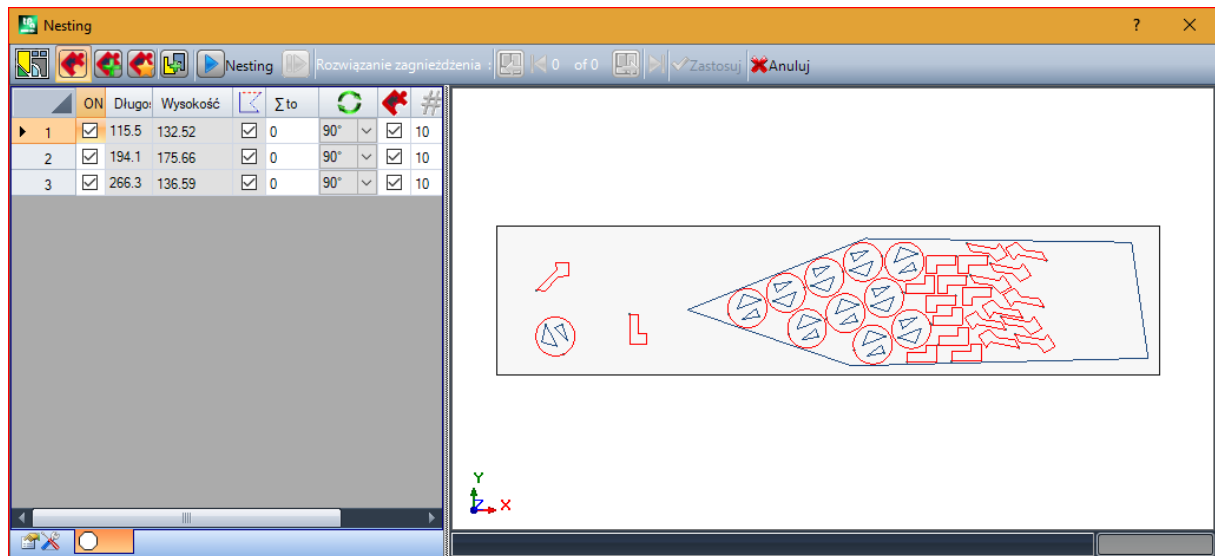 Nesting ?
Nesting Rozwiązanie zagnieżdżenia : 0 of 0 Zastosuj Anuluj
ON Długoś Wysokość Σ to #
1 115.5 132.52 0 90° 10
2 194.1 175.66 0 90° 10
3 266.3 136.59 0 90° 10
Y
Z X